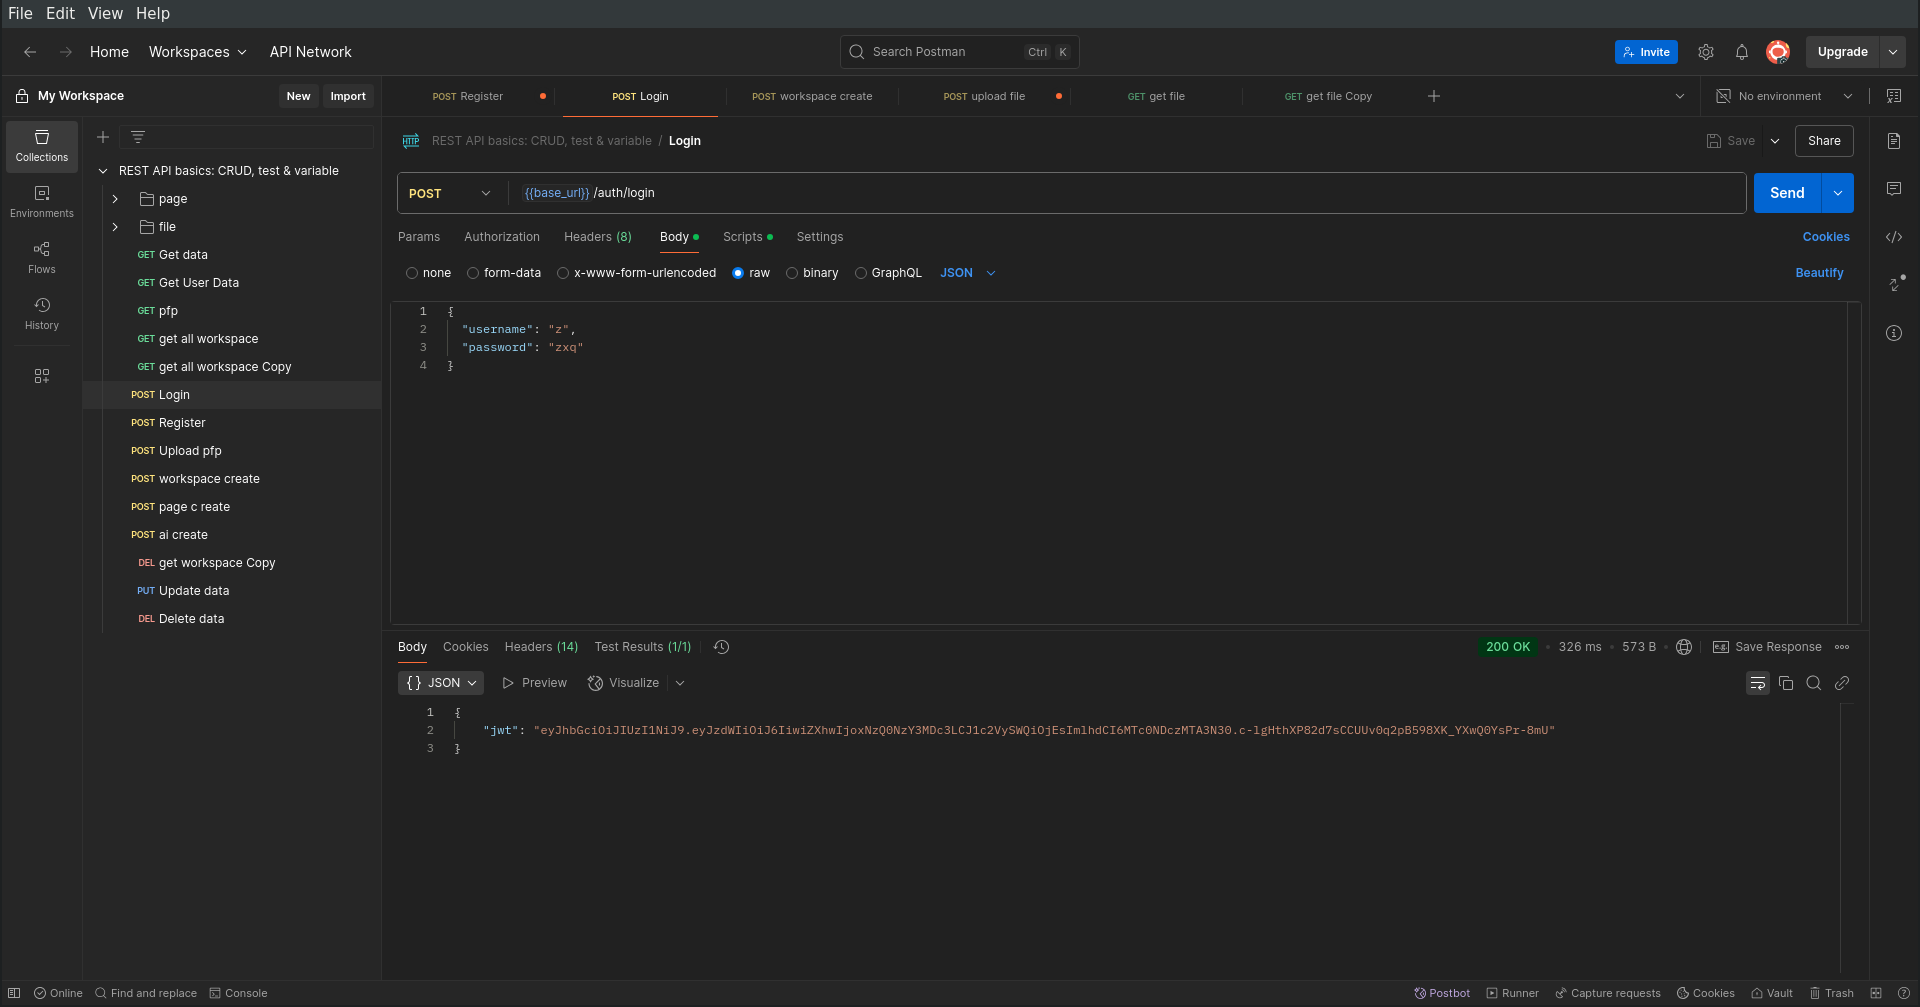 File Edit View Help
Home Workspaces API Network Search Postman Ctrl K Invite Upgrade
My Workspace New Import
POST Register POST Login POST workspace create POST upload file GET get file GET get file Copy No environment
Collections
Environments
Flows
History
REST API basics: CRUD, test & variable
page
file
GET Get data
GET Get User Data
GET pfp
GET get all workspace
GET get all workspace Copy
POST Login
POST Register
POST Upload pfp
POST workspace create
POST page c reate
POST ai create
DEL get workspace Copy
PUT Update data
DEL Delete data
HTTP REST API basics: CRUD, test & variable / Login Save Share
POST {{base_url}}/auth/login Send
Params Authorization Headers (8) Body Scripts Settings Cookies
none form-data x-www-form-urlencoded raw binary GraphQL JSON Beautify
1 {
2 "username": "z",
3 "password": "zxq"
4 }
Body Cookies Headers (14) Test Results (1/1) 200 OK 326 ms 573 B e.g. Save Response
{} JSON Preview Visualize
1 {
2 "jwt": "eyJhbGciOiJIUzI1NiJ9.eyJzdWIiOiJ6IiwiZXhwIjoxNzQ0NzY3MDc3LCJ1c2VySWQiOjEsImlhdCI6MTc0NDczMTA3N30.c-lgHthXP82d7sCCUUv0q2pB598XK_YXwQ0YsPr-8mU"
3 }
Online Find and replace Console Postbot Runner Capture requests Cookies Vault Trash